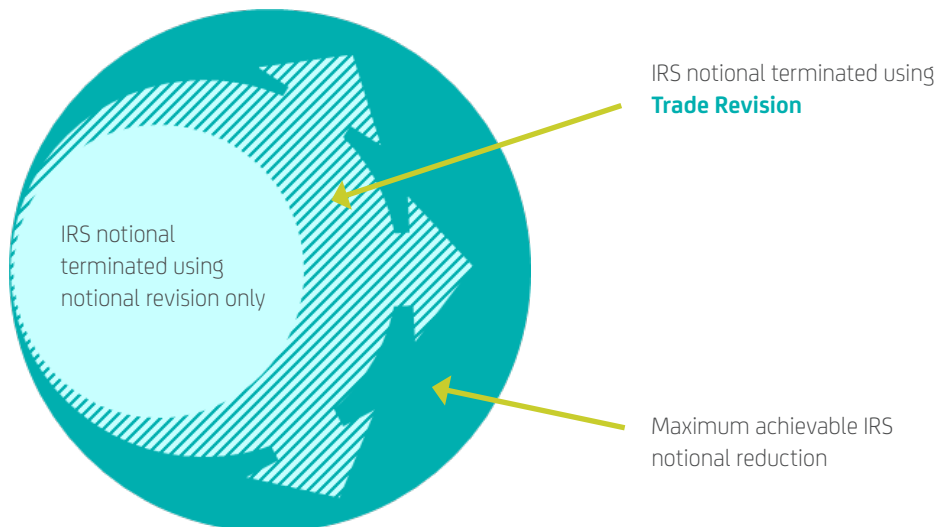 IRS notional terminated using
Trade Revision
IRS notional
terminated using
notional revision only
Maximum achievable IRS
notional reduction